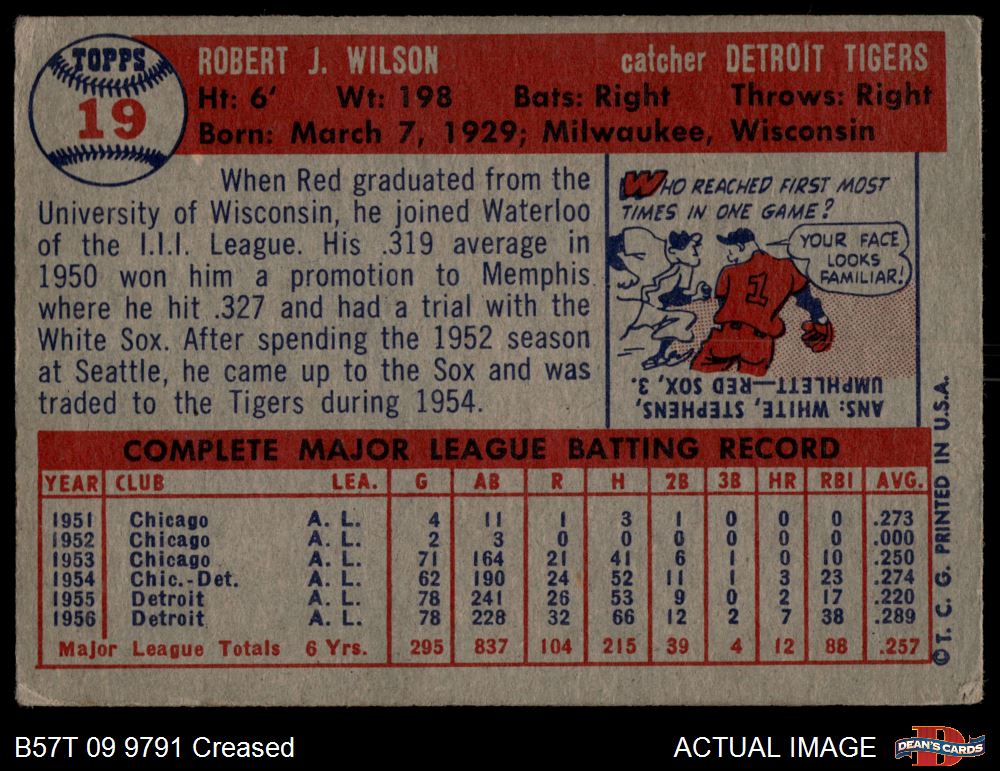 TOPPS
19
ROBERT J. WILSON catcher DETROIT TIGERS
Ht: 6' Wt: 198 Bats: Right Throws: Right
Born: March 7, 1929; Milwaukee, Wisconsin
When Red graduated from the
University of Wisconsin, he joined Waterloo
of the I.I.I. League. His .319 average in
1950 won him a promotion to Memphis
where he hit .327 and had a trial with the
White Sox. After spending the 1952 season
at Seattle, he came up to the Sox and was
traded to the Tigers during 1954.
WHO REACHED FIRST MOST
TIMES IN ONE GAME?
YOUR FACE
LOOKS
FAMILIAR!
1
ANS: WHITE, STEPHENS,
UMPHLETT—RED SOX, 3.
COMPLETE MAJOR LEAGUE BATTING RECORD
YEAR CLUB LEA. G AB R H 2B 3B HR RBI AVG.
1951 Chicago A. L. 4 11 1 3 1 0 0 0 .273
1952 Chicago A. L. 2 3 0 0 0 0 0 0 .000
1953 Chicago A. L. 71 164 21 41 6 1 0 10 .250
1954 Chic.-Det. A. L. 62 190 24 52 11 1 3 23 .274
1955 Detroit A. L. 78 241 26 53 9 0 2 17 .220
1956 Detroit A. L. 78 228 32 66 12 2 7 38 .289
Major League Totals 6 Yrs. 295 837 104 215 39 4 12 88 .257
© T. C. G. PRINTED IN U.S.A.
B57T 09 9791 Creased
ACTUAL IMAGE
D
DEAN'S CARDS